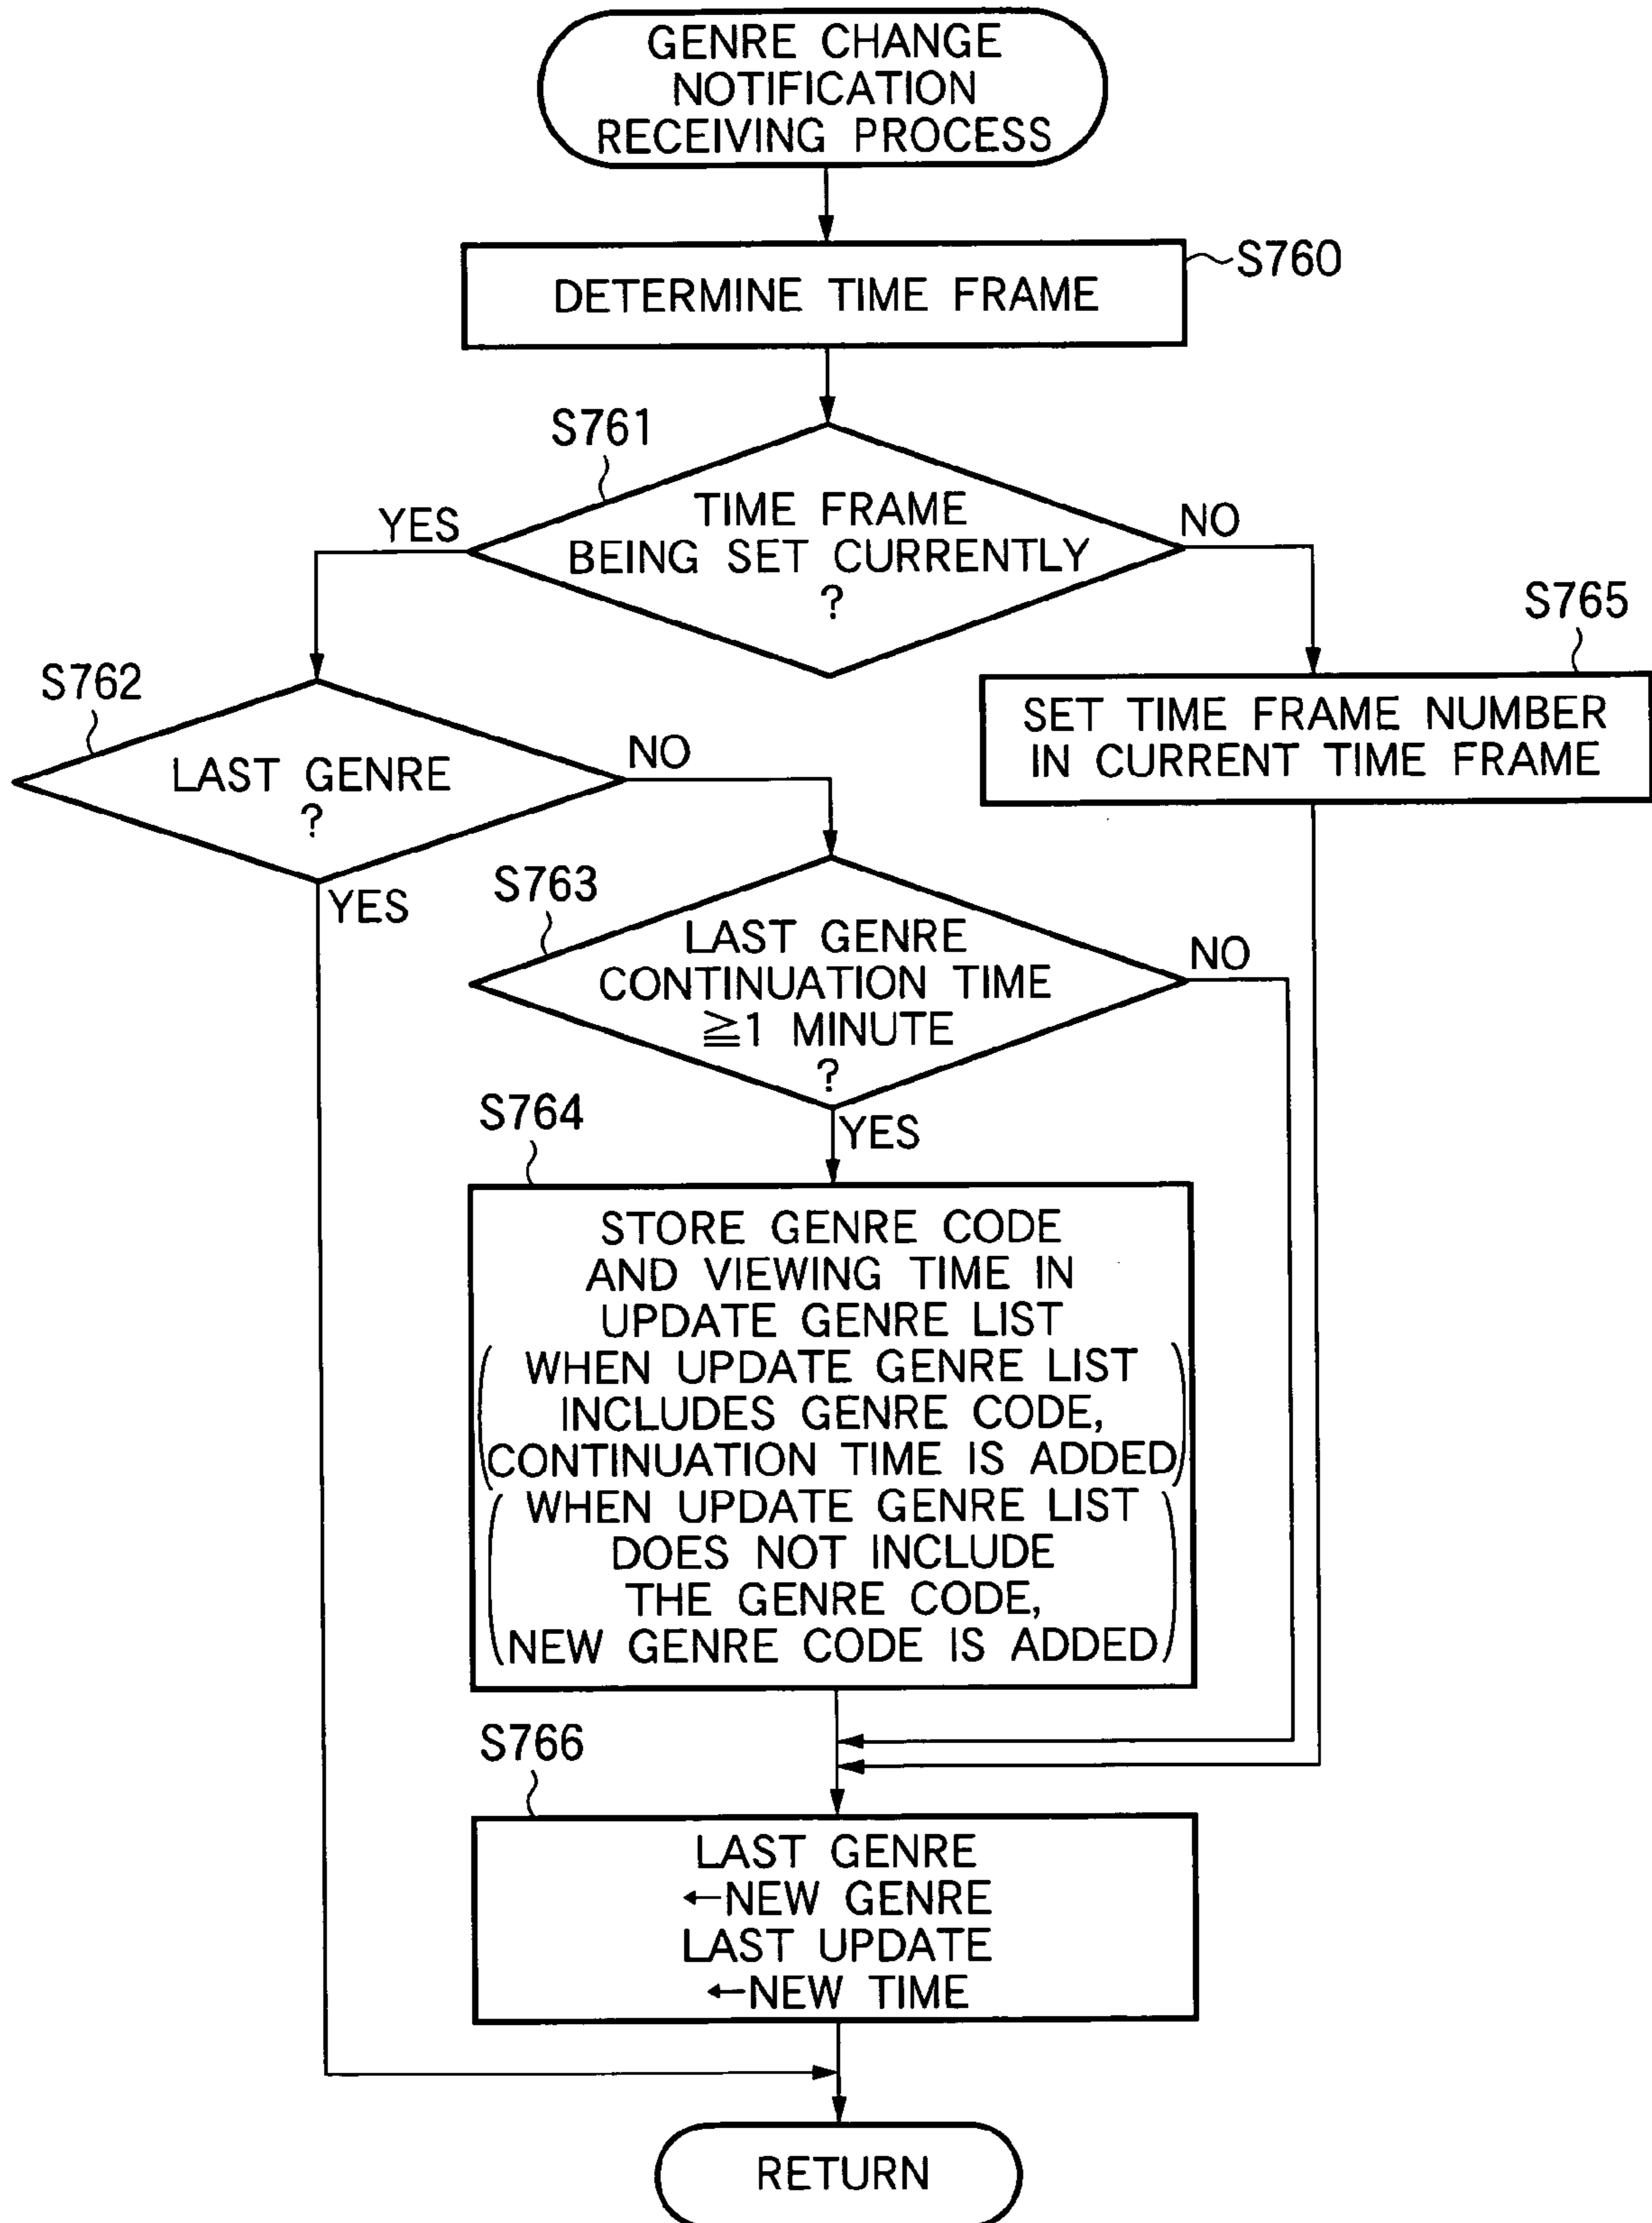 GENRE CHANGE
NOTIFICATION
RECEIVING PROCESS
DETERMINE TIME FRAME
S760
S761
TIME FRAME
BEING SET CURRENTLY
?
YES
NO
S765
SET TIME FRAME NUMBER
IN CURRENT TIME FRAME
S762
LAST GENRE
?
NO
YES
S763
LAST GENRE
CONTINUATION TIME
≧1 MINUTE
?
NO
YES
S764
STORE GENRE CODE
AND VIEWING TIME IN
UPDATE GENRE LIST
(WHEN UPDATE GENRE LIST
INCLUDES GENRE CODE,
CONTINUATION TIME IS ADDED)
(WHEN UPDATE GENRE LIST
DOES NOT INCLUDE
THE GENRE CODE,
NEW GENRE CODE IS ADDED)
S766
LAST GENRE
←NEW GENRE
LAST UPDATE
←NEW TIME
RETURN